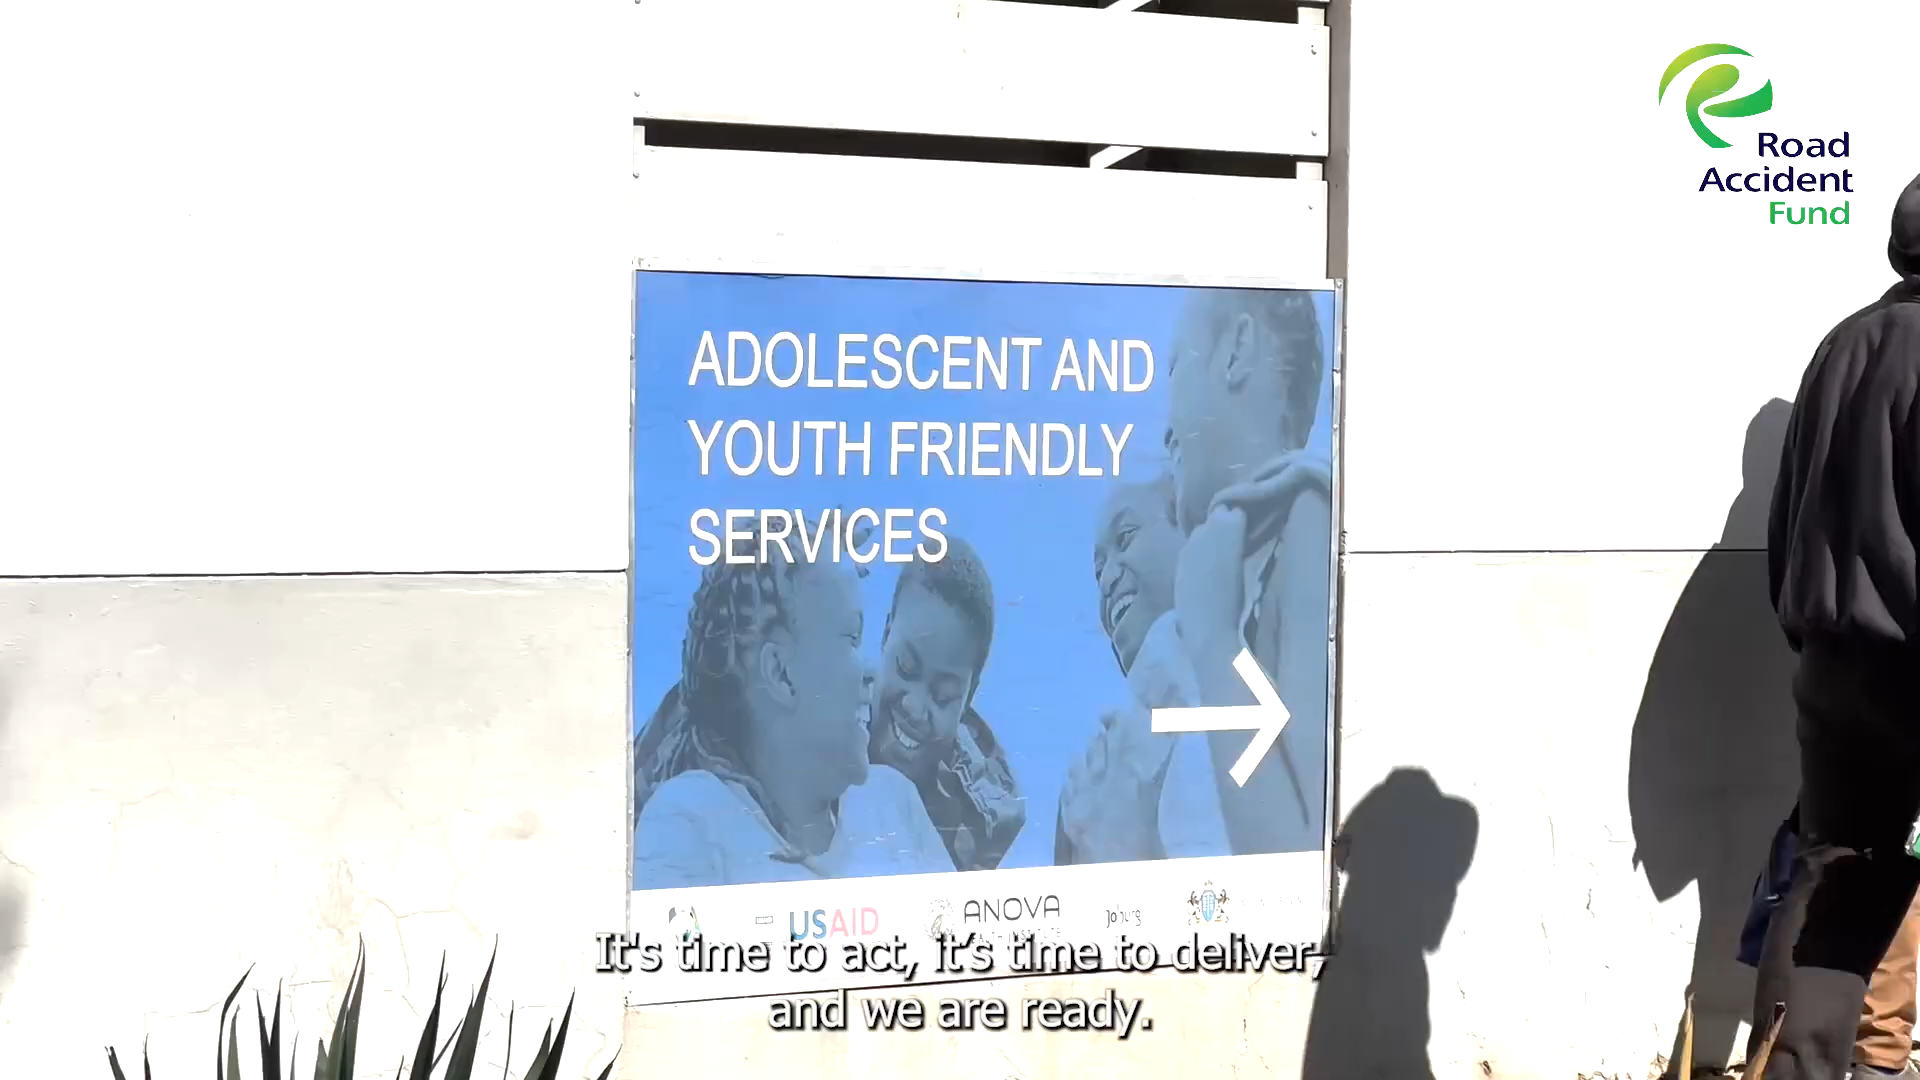 Road
Accident
Fund
ADOLESCENT AND
YOUTH FRIENDLY
SERVICES
USAID
ANOVA
Joburg
It's time to act, it's time to deliver,
and we are ready.